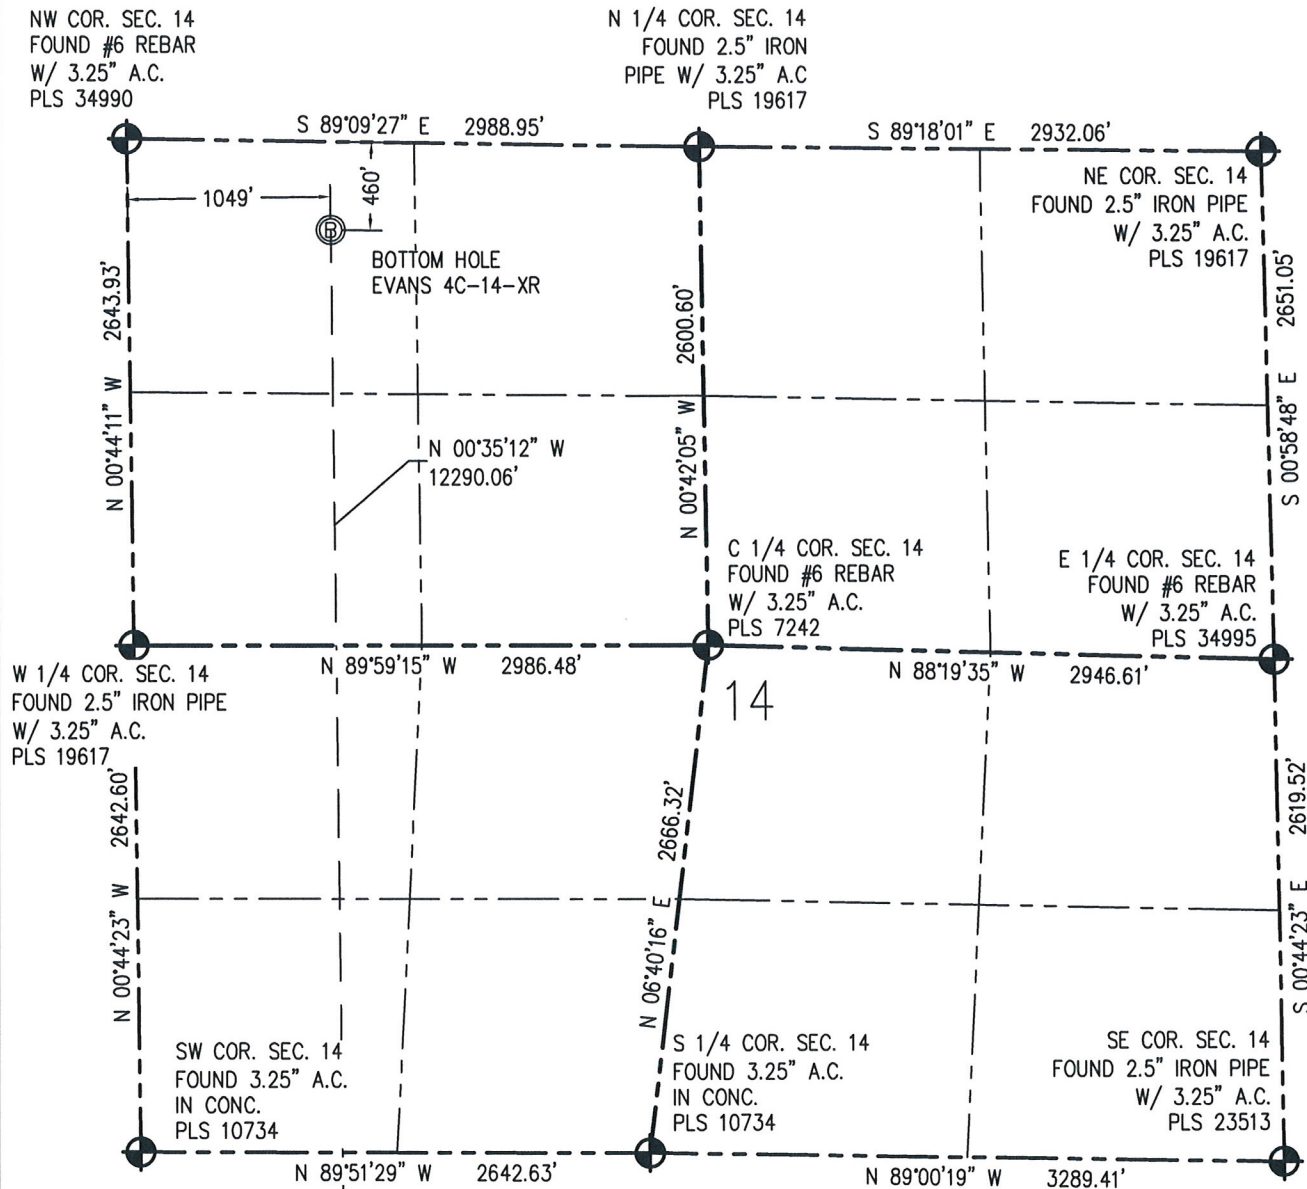 NW COR. SEC. 14
FOUND #6 REBAR
W/ 3.25" A.C.
PLS 34990
N 1/4 COR. SEC. 14
FOUND 2.5" IRON
PIPE W/ 3.25" A.C
PLS 19617
S 89°09'27" E 2988.95'
S 89°18'01" E 2932.06'
NE COR. SEC. 14
FOUND 2.5" IRON PIPE
W/ 3.25" A.C.
PLS 19617
1049'
460'
B
BOTTOM HOLE
EVANS 4C-14-XR
N 00°44'11" W 2643.93'
N 00°42'05" W 2600.60'
S 00°58'48" E 2651.05'
N 00°35'12" W
12290.06'
C 1/4 COR. SEC. 14
FOUND #6 REBAR
W/ 3.25" A.C.
PLS 7242
E 1/4 COR. SEC. 14
FOUND #6 REBAR
W/ 3.25" A.C.
PLS 34995
N 89°59'15" W 2986.48'
N 88°19'35" W 2946.61'
W 1/4 COR. SEC. 14
FOUND 2.5" IRON PIPE
W/ 3.25" A.C.
PLS 19617
14
N 00°44'23" W 2642.60'
N 06°40'16" E 2666.32'
S 00°44'23" E 2619.52'
SW COR. SEC. 14
FOUND 3.25" A.C.
IN CONC.
PLS 10734
S 1/4 COR. SEC. 14
FOUND 3.25" A.C.
IN CONC.
PLS 10734
SE COR. SEC. 14
FOUND 2.5" IRON PIPE
W/ 3.25" A.C.
PLS 23513
N 89°51'29" W 2642.63'
N 89°00'19" W 3289.41'